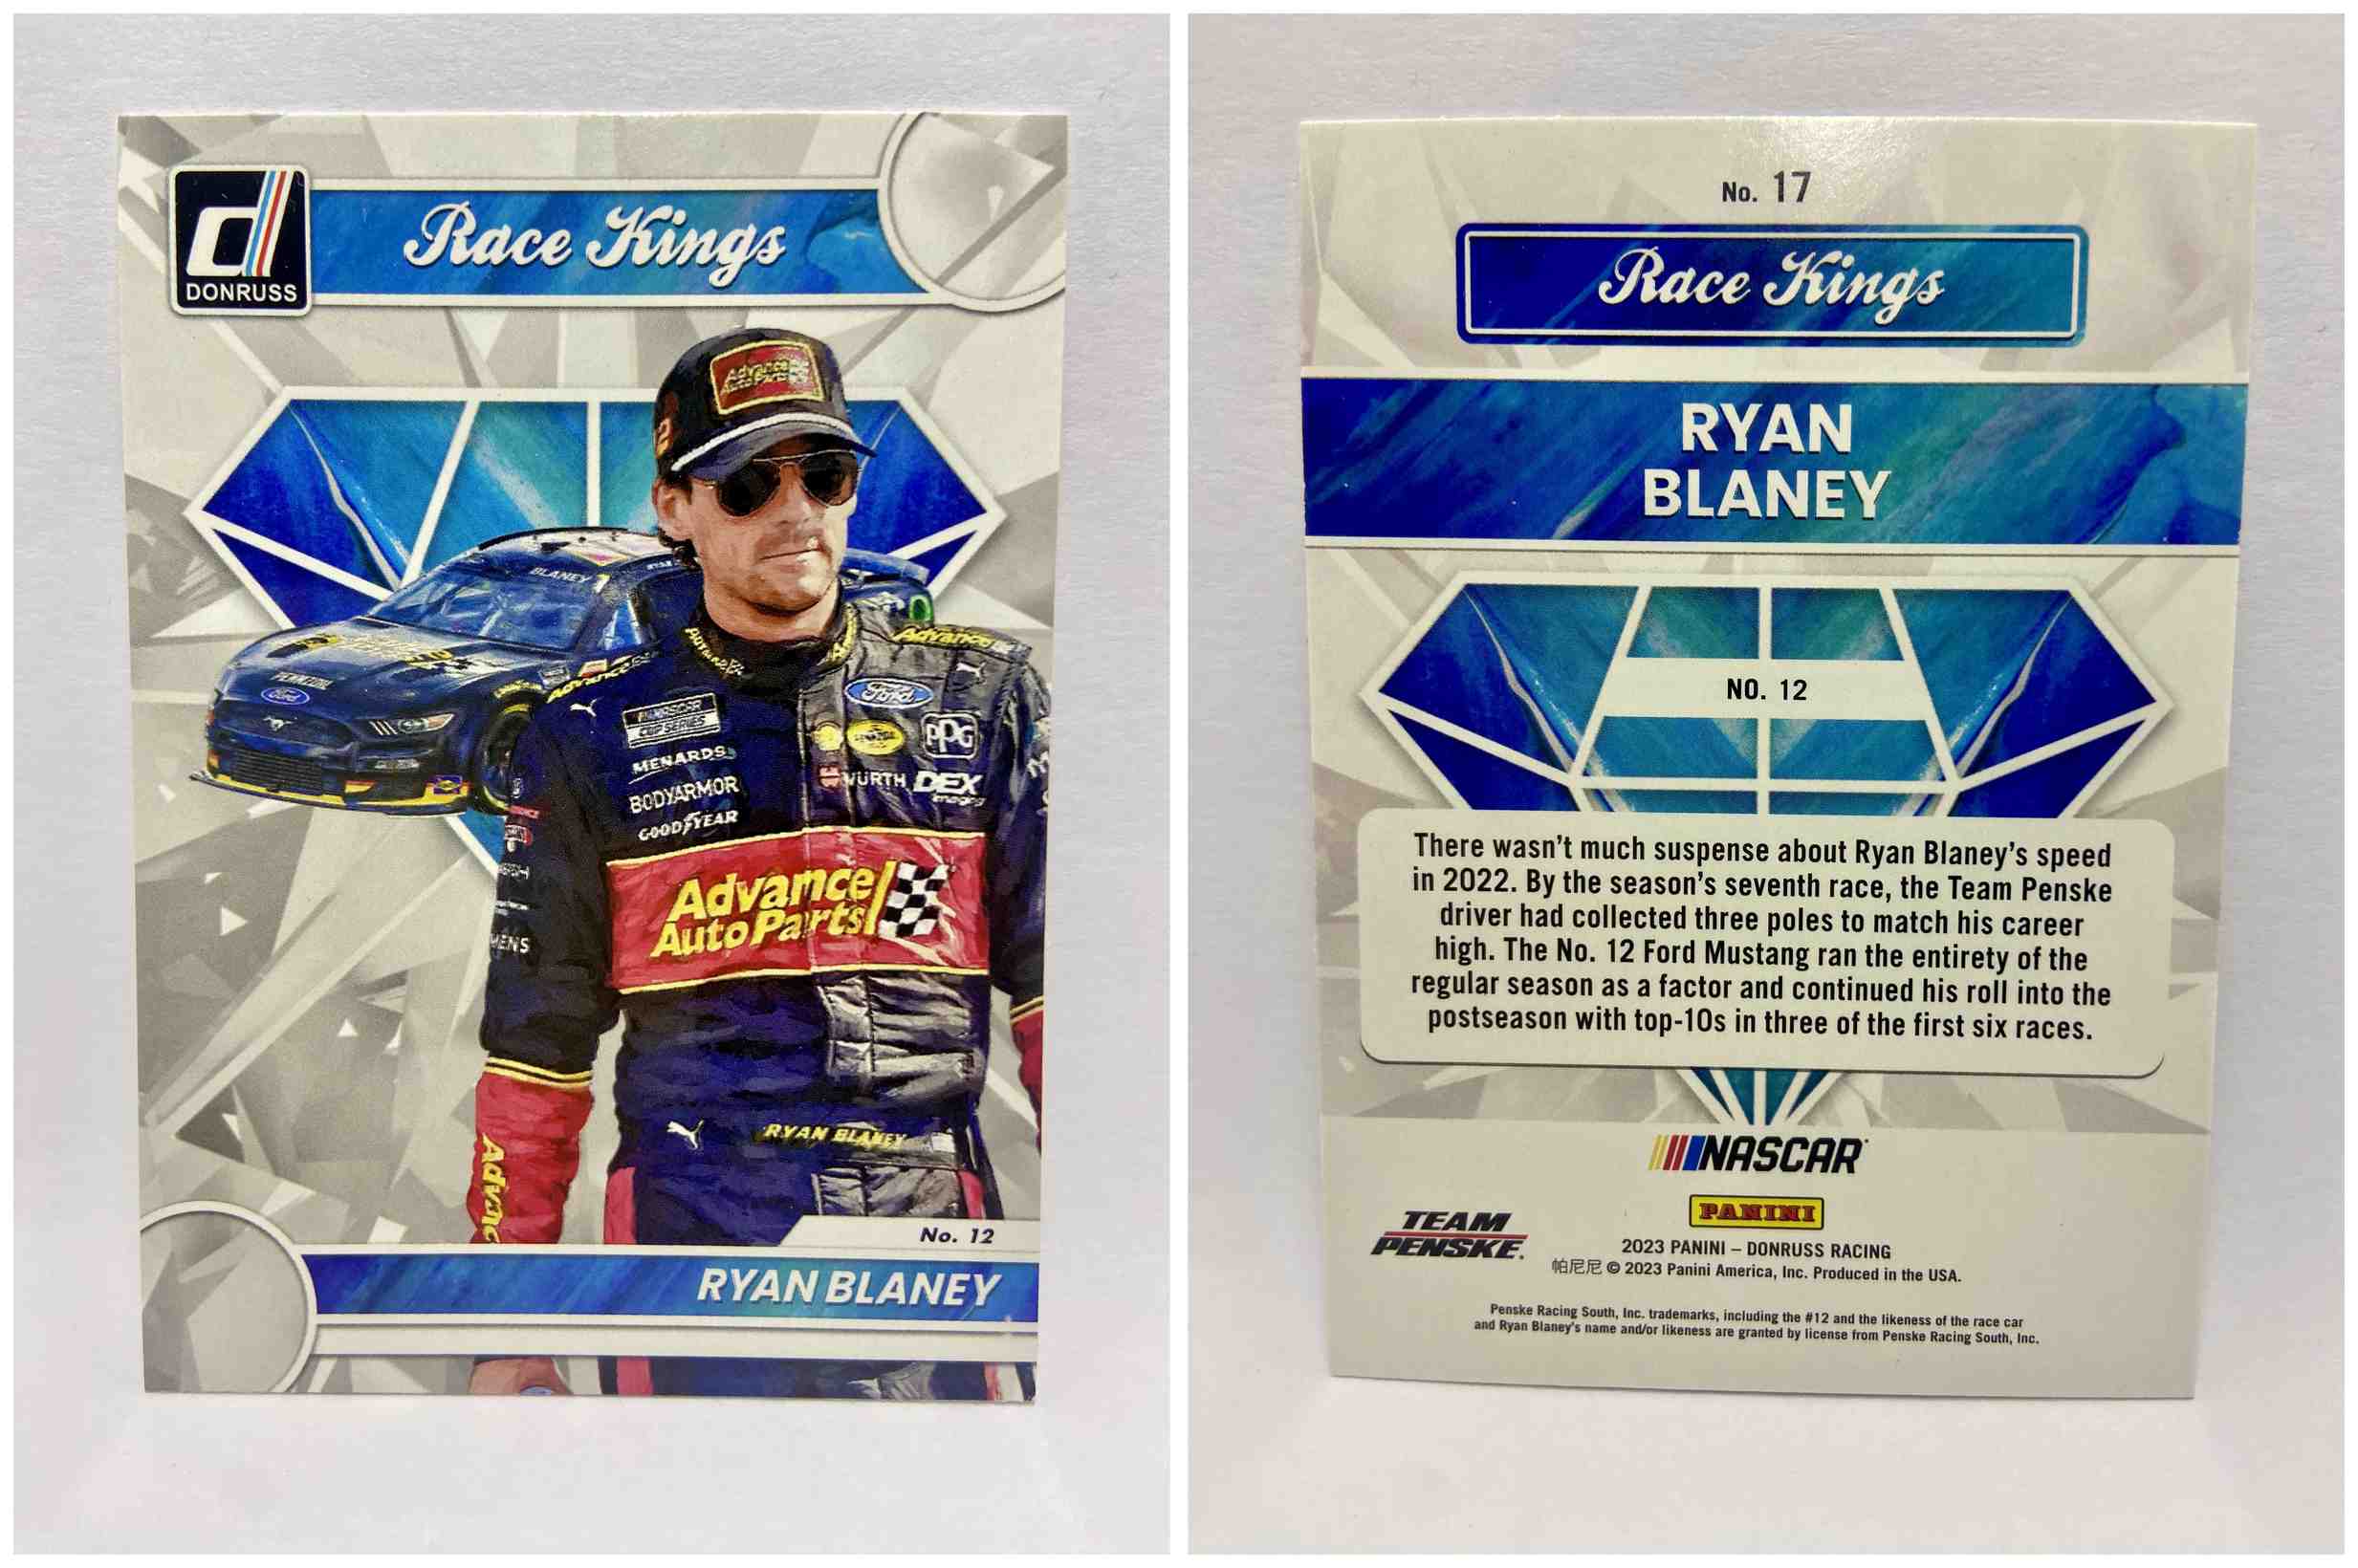 d
DONRUSS
Race Kings
Advance
Auto Parts
BLANEY
PENNZOIL
Ford
Advance
Advance
Ford
NASCAR
CUP SERIES
PENNZOIL
PPG
MENARDS
WÜRTH
DEX
imaging
BODYARMOR
GOODYEAR
Advance
Auto Parts
RYAN BLANEY
Advanc
No. 12
RYAN BLANEY
No. 17
Race Kings
RYAN
BLANEY
NO. 12
There wasn't much suspense about Ryan Blaney's speed
in 2022. By the season's seventh race, the Team Penske
driver had collected three poles to match his career
high. The No. 12 Ford Mustang ran the entirety of the
regular season as a factor and continued his roll into the
postseason with top-10s in three of the first six races.
NASCAR
PANINI
TEAM
PENSKE.
2023 PANINI – DONRUSS RACING
帕尼尼 © 2023 Panini America, Inc. Produced in the USA.
Penske Racing South, Inc. trademarks, including the #12 and the likeness of the race car
and Ryan Blaney's name and/or likeness are granted by license from Penske Racing South, Inc.